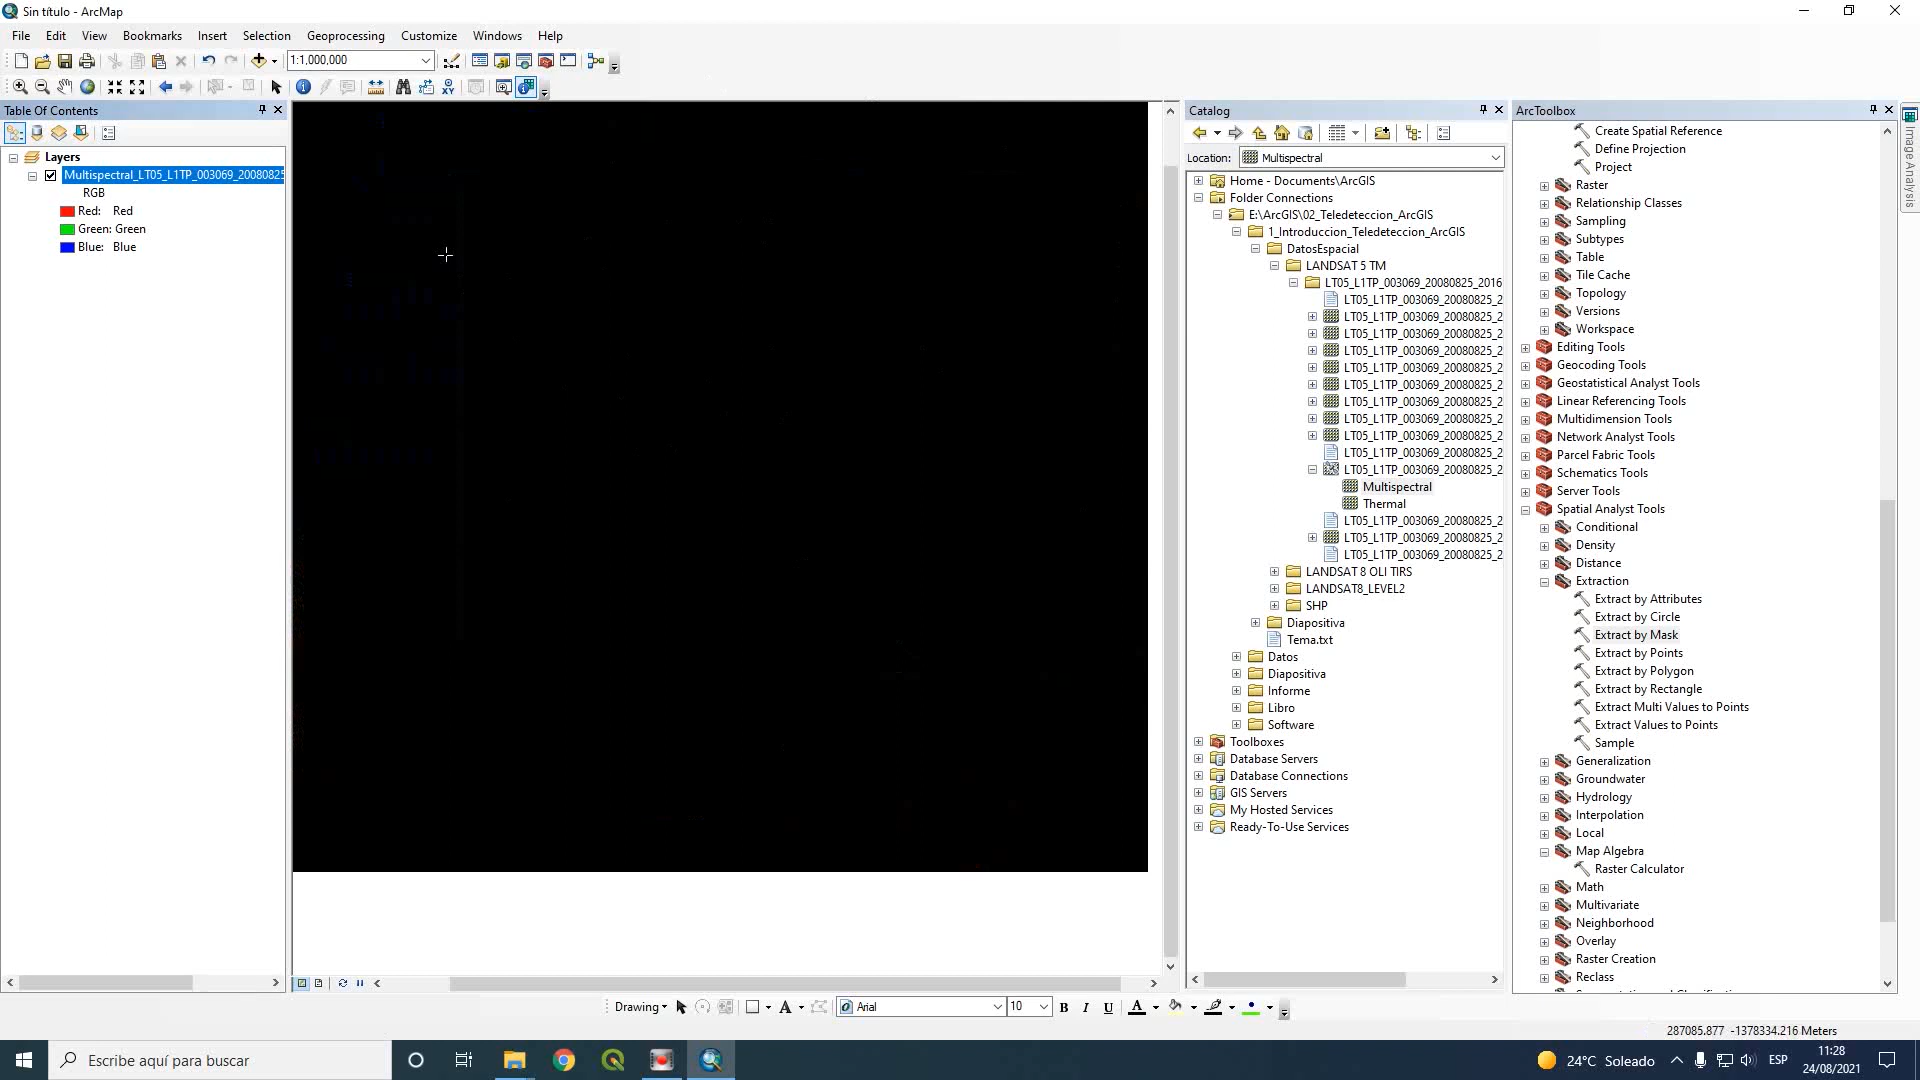 Sin título - ArcMap
File Edit View Bookmarks Insert Selection Geoprocessing Customize Windows Help
1:1,000,000
Table Of Contents
Layers
Multispectral_LT05_L1TP_003069_20080825
RGB
Red: Red
Green: Green
Blue: Blue
Catalog
Location: Multispectral
Home - Documents\ArcGIS
Folder Connections
E:\ArcGIS\02_Teledeteccion_ArcGIS
1_Introduccion_Teledeteccion_ArcGIS
DatosEspacial
LANDSAT 5 TM
LT05_L1TP_003069_20080825_2016
LT05_L1TP_003069_20080825_2
LT05_L1TP_003069_20080825_2
LT05_L1TP_003069_20080825_2
LT05_L1TP_003069_20080825_2
LT05_L1TP_003069_20080825_2
LT05_L1TP_003069_20080825_2
LT05_L1TP_003069_20080825_2
LT05_L1TP_003069_20080825_2
LT05_L1TP_003069_20080825_2
LT05_L1TP_003069_20080825_2
LT05_L1TP_003069_20080825_2
Multispectral
Thermal
LT05_L1TP_003069_20080825_2
LT05_L1TP_003069_20080825_2
LT05_L1TP_003069_20080825_2
LANDSAT 8 OLI TIRS
LANDSAT8_LEVEL2
SHP
Diapositiva
Tema.txt
Datos
Diapositiva
Informe
Libro
Software
Toolboxes
Database Servers
Database Connections
GIS Servers
My Hosted Services
Ready-To-Use Services
ArcToolbox
Create Spatial Reference
Define Projection
Project
Raster
Relationship Classes
Sampling
Subtypes
Table
Tile Cache
Topology
Versions
Workspace
Editing Tools
Geocoding Tools
Geostatistical Analyst Tools
Linear Referencing Tools
Multidimension Tools
Network Analyst Tools
Parcel Fabric Tools
Schematics Tools
Server Tools
Spatial Analyst Tools
Conditional
Density
Distance
Extraction
Extract by Attributes
Extract by Circle
Extract by Mask
Extract by Points
Extract by Polygon
Extract by Rectangle
Extract Multi Values to Points
Extract Values to Points
Sample
Generalization
Groundwater
Hydrology
Interpolation
Local
Map Algebra
Raster Calculator
Math
Multivariate
Neighborhood
Overlay
Raster Creation
Reclass
Image Analysis
Drawing A Arial 10 B I U A
287085.877 -1378334.216 Meters
Escribe aquí para buscar
24°C Soleado ESP
11:28
24/08/2021